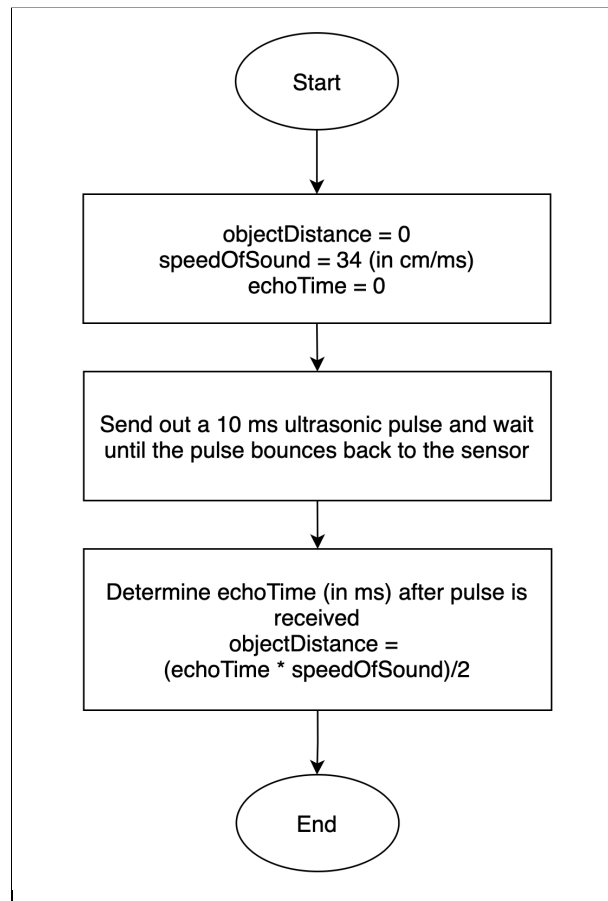 Start
objectDistance = 0
speedOfSound = 34 (in cm/ms)
echoTime = 0
Send out a 10 ms ultrasonic pulse and wait
until the pulse bounces back to the sensor
Determine echoTime (in ms) after pulse is
received
objectDistance =
(echoTime * speedOfSound)/2
End